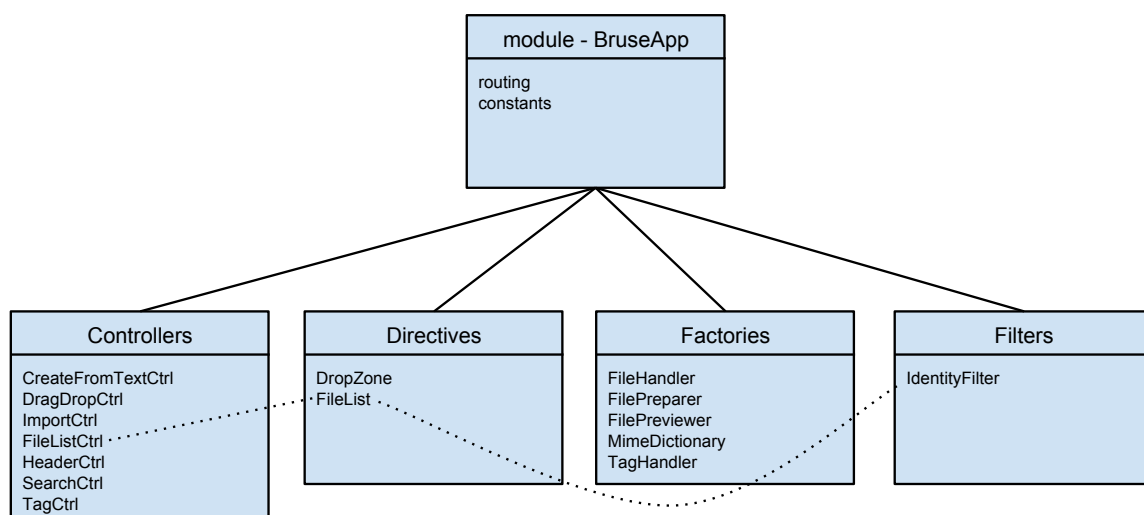 module - BruseApp
routing
constants
Controllers
CreateFromTextCtrl
DragDropCtrl
ImportCtrl
FileListCtrl
HeaderCtrl
SearchCtrl
TagCtrl
Directives
DropZone
FileList
Factories
FileHandler
FilePreparer
FilePreviewer
MimeDictionary
TagHandler
Filters
IdentityFilter